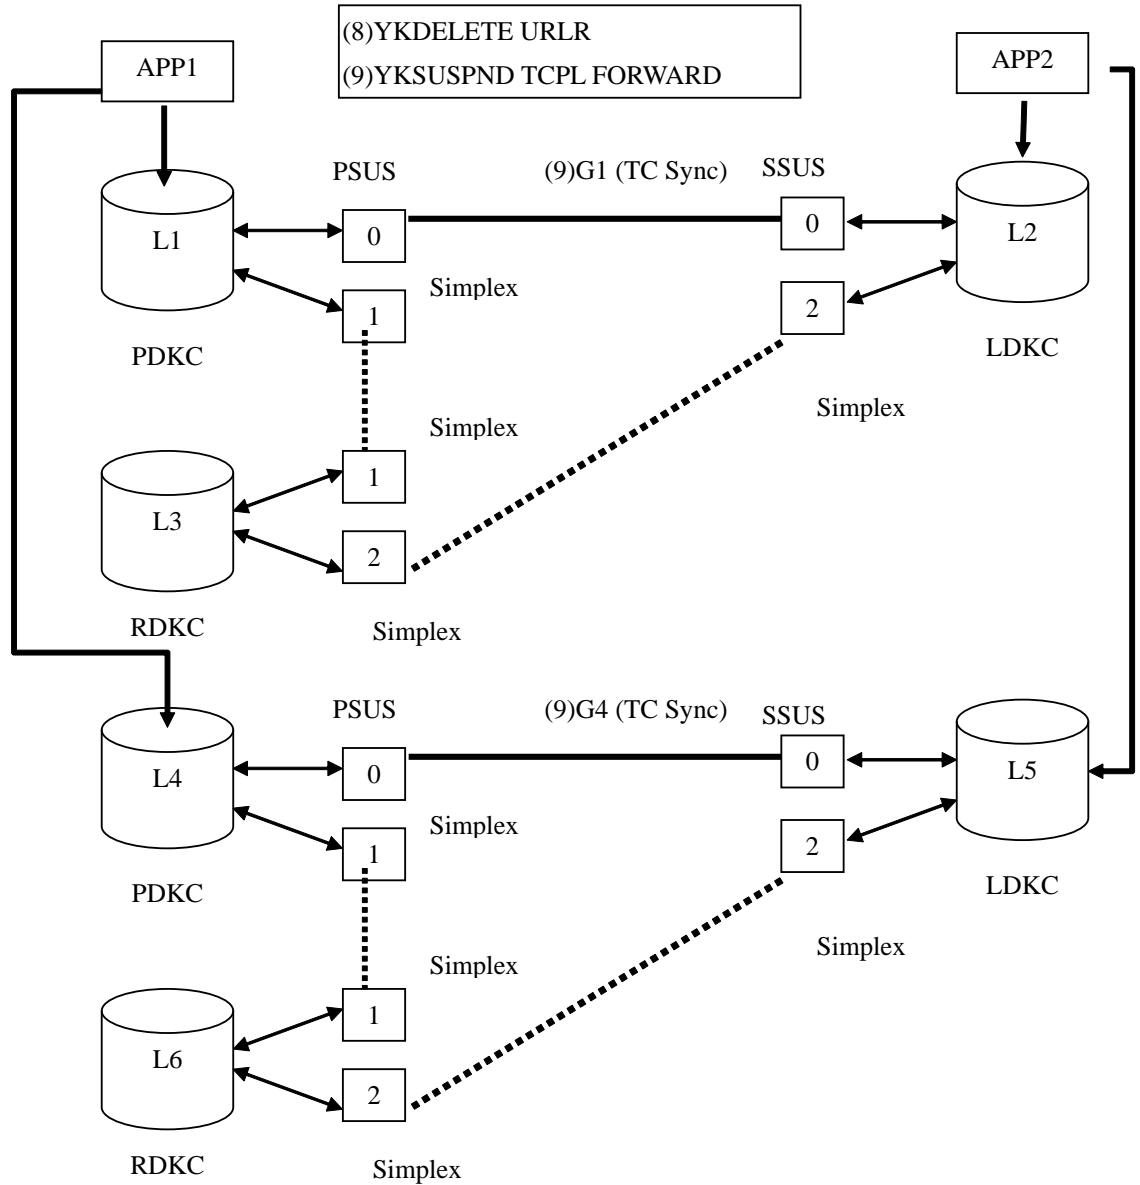 (8)YKDELETE URLR
(9)YKSUSPND TCPL FORWARD
APP1
APP2
PSUS
(9)G1 (TC Sync)
SSUS
L1
0
0
L2
Simplex
1
2
PDKC
LDKC
Simplex
Simplex
1
L3
2
RDKC
Simplex
PSUS
(9)G4 (TC Sync)
SSUS
L4
0
0
L5
Simplex
1
2
PDKC
LDKC
Simplex
Simplex
1
L6
2
RDKC
Simplex